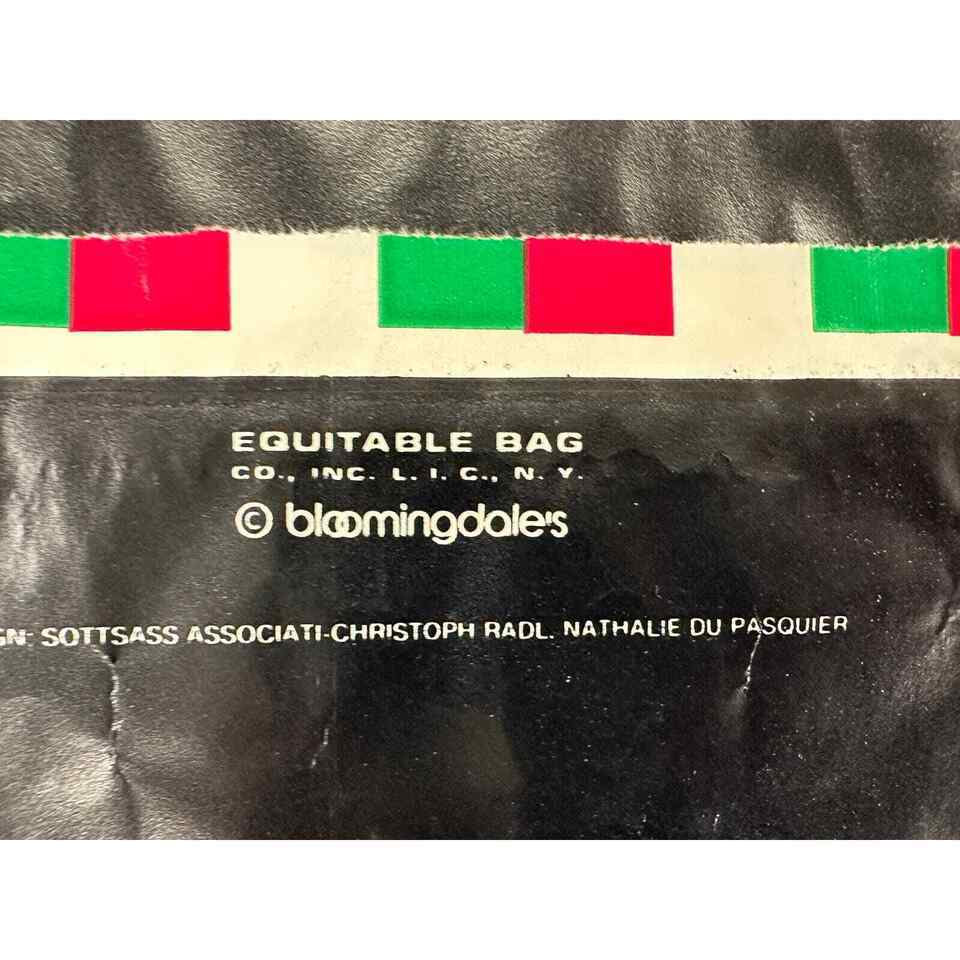 EQUITABLE BAG
CO., INC. L. I. C., N. Y.
© bloomingdale's
GN: SOTTSASS ASSOCIATI-CHRISTOPH RADL. NATHALIE DU PASQUIER